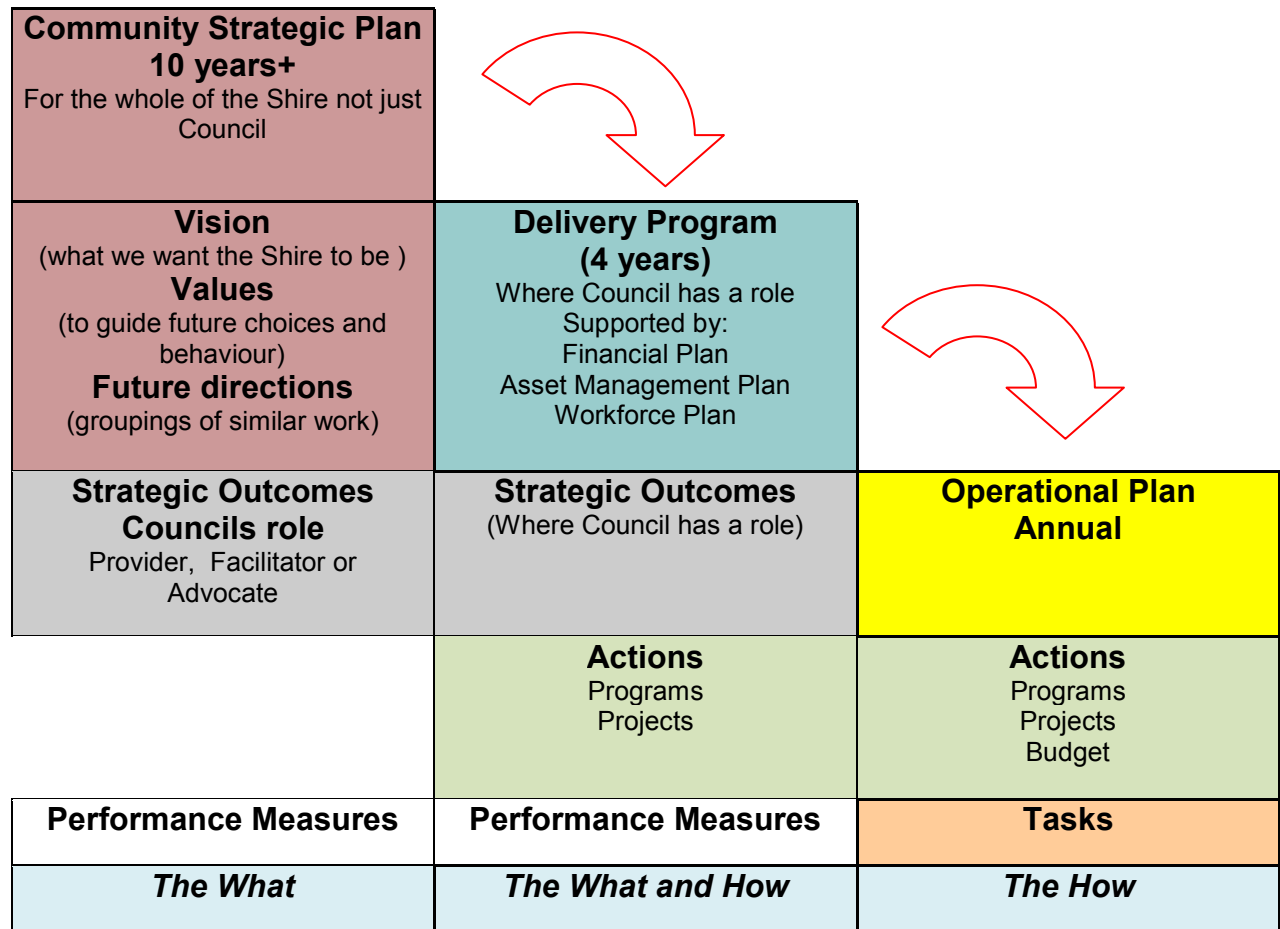 Community Strategic Plan
10 years+
For the whole of the Shire not just
Council
Vision
(what we want the Shire to be )
Values
(to guide future choices and
behaviour)
Future directions
(groupings of similar work)
Delivery Program
(4 years)
Where Council has a role
Supported by:
Financial Plan
Asset Management Plan
Workforce Plan
Strategic Outcomes
Councils role
Provider, Facilitator or
Advocate
Strategic Outcomes
(Where Council has a role)
Operational Plan
Annual
Actions
Programs
Projects
Actions
Programs
Projects
Budget
Performance Measures
Performance Measures
Tasks
The What
The What and How
The How